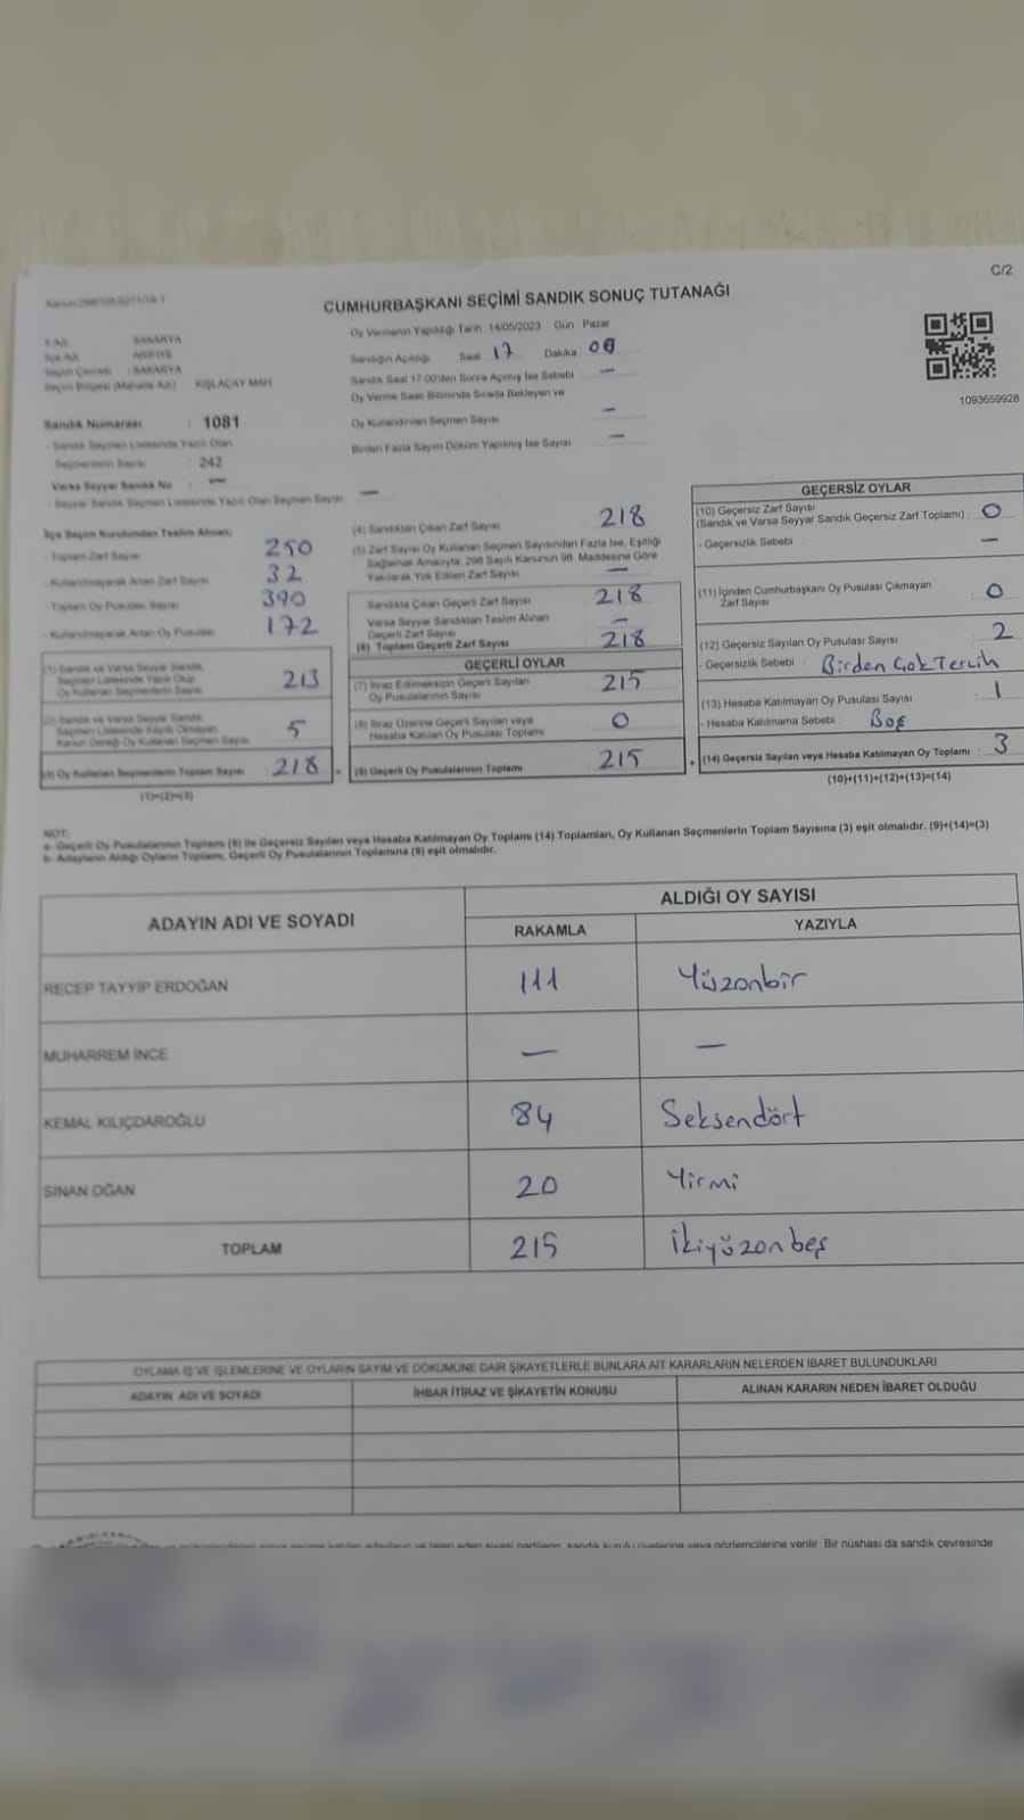 C/2
CUMHURBAŞKANI SEÇİMİ SANDIK SONUÇ TUTANAĞI
Oy Vermenin Yapıldığı Tarih: 14/05/2023 Gün Pazar
İl Adı : SAKARYA
Sandığın Açıldığı Saat 17 Dakika 08
İlçe Adı : ARİFİYE
Seçim Çevresi : SAKARYA
Seçim Bölgesi (Mahalle Adı) : KIŞLAÇAY MAH.
Sandık Saat 17:00'den Sonra Açılmış İse Sebebi —
Oy Verme Saati Bitiminde Sırada Bekleyen ve
Oy Kullandırılan Seçmen Sayısı —
1093659928
Sandık Numarası : 1081
Birden Fazla Sayım Döküm Yapılmış İse Sayısı —
- Sandık Seçmen Listesinde Yazılı Olan
Seçmenlerin Sayısı : 242
Varsa Seyyar Sandık No : —
- Seyyar Sandık Seçmen Listesinde Yazılı Olan Seçmen Sayısı —
İlçe Seçim Kurulundan Teslim Alınan;
- Toplam Zarf Sayısı 250
- Kullanılmayarak Artan Zarf Sayısı 32
- Toplam Oy Pusulası Sayısı 390
- Kullanılmayarak Artan Oy Pusulası 172
(1) Sandık ve Varsa Seyyar Sandık
Seçmen Listesinde Yazılı Olup
Oy Kullanan Seçmenlerin Sayısı 213
(2) Sandık ve Varsa Seyyar Sandık
Seçmen Listesinde Kayıtlı Olmayan
Kanun Gereği Oy Kullanan Seçmen Sayısı 5
(3) Oy Kullanan Seçmenlerin Toplam Sayısı 218
(1)+(2)=(3)
(4) Sandıktan Çıkan Zarf Sayısı 218
(5) Zarf Sayısı Oy Kullanan Seçmen Sayısından Fazla İse, Eşitliği
Sağlamak Amacıyla, 298 Sayılı Kanunun 98. Maddesine Göre
Yakılarak Yok Edilen Zarf Sayısı —
Sandıkta Çıkan Geçerli Zarf Sayısı 218
Varsa Seyyar Sandıktan Teslim Alınan
Geçerli Zarf Sayısı —
(6) Toplam Geçerli Zarf Sayısı 218
GEÇERLİ OYLAR
(7) İtiraz Edilmeksizin Geçerli Sayılan
Oy Pusulalarının Sayısı 215
(8) İtiraz Üzerine Geçerli Sayılan veya
Hesaba Katılan Oy Pusulası Toplamı 0
(9) Geçerli Oy Pusulalarının Toplamı 215
GEÇERSİZ OYLAR
(10) Geçersiz Zarf Sayısı
(Sandık ve Varsa Seyyar Sandık Geçersiz Zarf Toplamı) : 0
- Geçersizlik Sebebi —
(11) İçinden Cumhurbaşkanı Oy Pusulası Çıkmayan
Zarf Sayısı 0
(12) Geçersiz Sayılan Oy Pusulası Sayısı 2
- Geçersizlik Sebebi : Birden Çok Tercih
(13) Hesaba Katılmayan Oy Pusulası Sayısı : 1
- Hesaba Katılmama Sebebi : Boş
(14) Geçersiz Sayılan veya Hesaba Katılmayan Oy Toplamı : 3
(10)+(11)+(12)+(13)=(14)
NOT:
a- Geçerli Oy Pusulalarının Toplamı (9) ile Geçersiz Sayılan veya Hesaba Katılmayan Oy Toplamı (14) Toplamları, Oy Kullanan Seçmenlerin Toplam Sayısına (3) eşit olmalıdır. (9)+(14)=(3)
b- Adayların Aldığı Oyların Toplamı, Geçerli Oy Pusulalarının Toplamına (9) eşit olmalıdır.
ADAYIN ADI VE SOYADI ALDIĞI OY SAYISI
RAKAMLA YAZIYLA
RECEP TAYYİP ERDOĞAN 111 Yüzonbir
MUHARREM İNCE — —
KEMAL KILIÇDAROĞLU 84 Seksendört
SİNAN OĞAN 20 Yirmi
TOPLAM 215 İkiyüzonbeş
OYLAMA İŞ VE İŞLEMLERİNE VE OYLARIN SAYIM VE DÖKÜMÜNE DAİR ŞİKAYETLERLE BUNLARA AİT KARARLARIN NELERDEN İBARET BULUNDUKLARI
ADAYIN ADI VE SOYADI İHBAR İTİRAZ VE ŞİKAYETİN KONUSU ALINAN KARARIN NEDEN İBARET OLDUĞU
sandık kurulu üyelerine veya gözlemcilerine verilir. Bir nüshası da sandık çevresinde